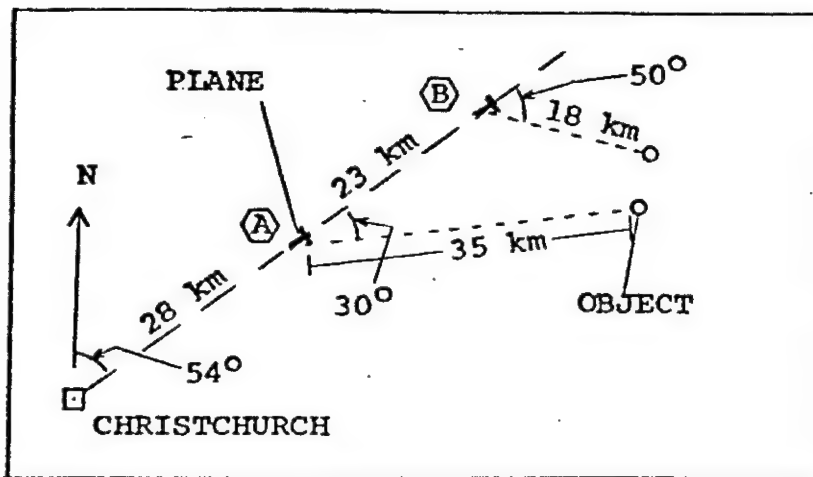 50°
PLANE
B
18 km
N
23 km
A
35 km
28 km
30°
OBJECT
54°
CHRISTCHURCH